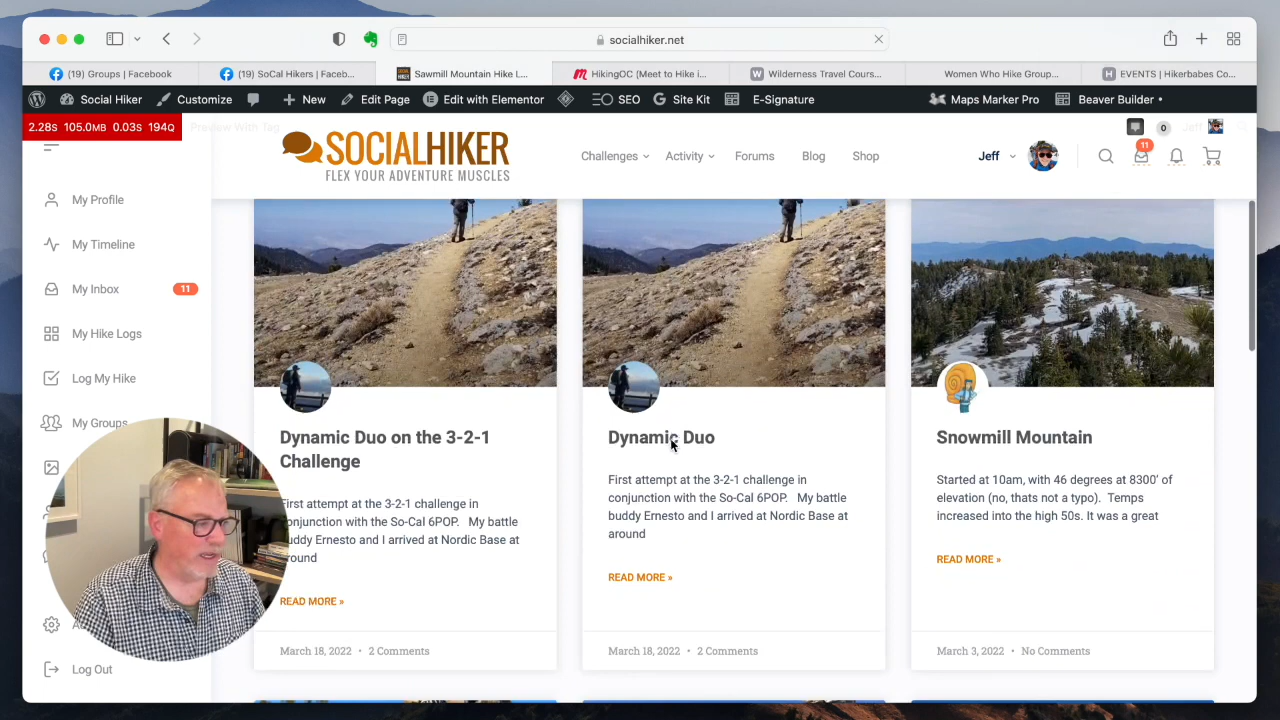 socialhiker.net
(19) Groups | Facebook
(19) SoCal Hikers | Faceb...
Sawmill Mountain Hike L...
HikingOC (Meet to Hike i...
Wilderness Travel Cours...
Women Who Hike Group...
EVENTS | Hikerbabes Co...
Social Hiker
Customize
New
Edit Page
Edit with Elementor
SEO
Site Kit
E-Signature
Maps Marker Pro
Beaver Builder •
2.28S 105.0MB 0.03S 194Q
Preview With Tag
0
Jeff
SOCIALHIKER
FLEX YOUR ADVENTURE MUSCLES
Challenges
Activity
Forums
Blog
Shop
Jeff
11
My Profile
My Timeline
My Inbox
11
My Hike Logs
Log My Hike
My Groups
Log Out
Dynamic Duo on the 3-2-1
Challenge
First attempt at the 3-2-1 challenge in
conjunction with the So-Cal 6POP. My battle
buddy Ernesto and I arrived at Nordic Base at
around
READ MORE »
March 18, 2022 • 2 Comments
Dynamic Duo
First attempt at the 3-2-1 challenge in
conjunction with the So-Cal 6POP. My battle
buddy Ernesto and I arrived at Nordic Base at
around
READ MORE »
March 18, 2022 • 2 Comments
Snowmill Mountain
Started at 10am, with 46 degrees at 8300' of
elevation (no, thats not a typo). Temps
increased into the high 50s. It was a great
READ MORE »
March 3, 2022 • No Comments